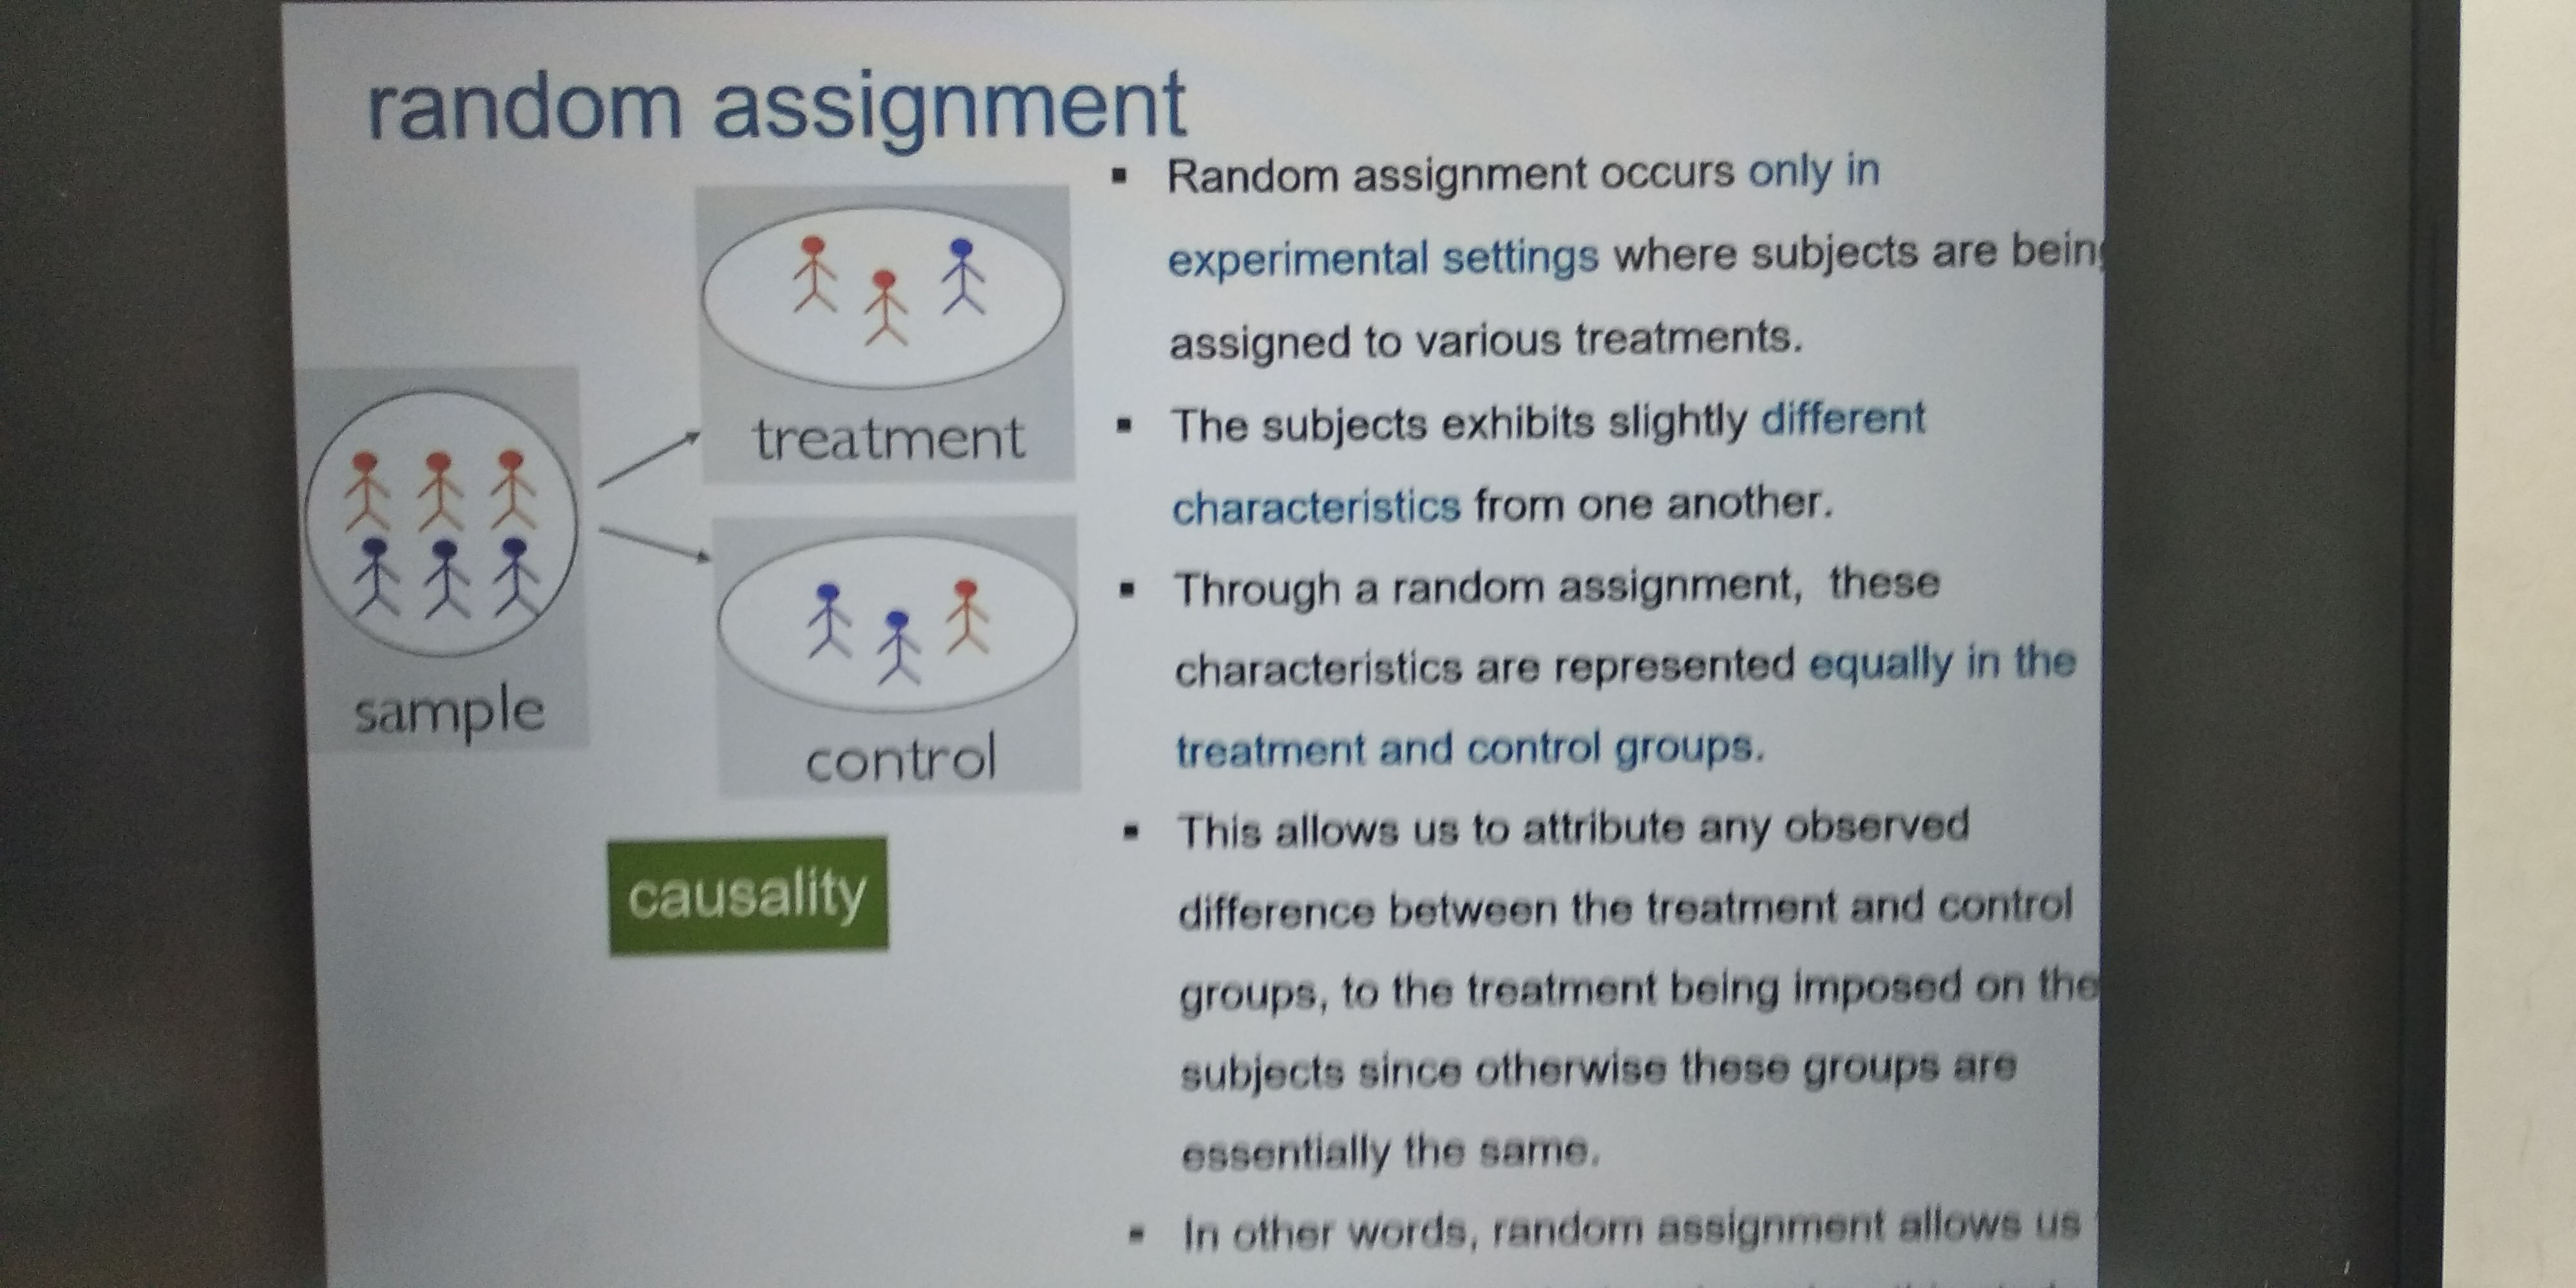 random assignment
treatment
sample
control
causality
▪ Random assignment occurs only in
experimental settings where subjects are being
assigned to various treatments.
▪ The subjects exhibits slightly different
characteristics from one another.
▪ Through a random assignment, these
characteristics are represented equally in the
treatment and control groups.
▪ This allows us to attribute any observed
difference between the treatment and control
groups, to the treatment being imposed on the
subjects since otherwise these groups are
essentially the same.
▪ In other words, random assignment allows us